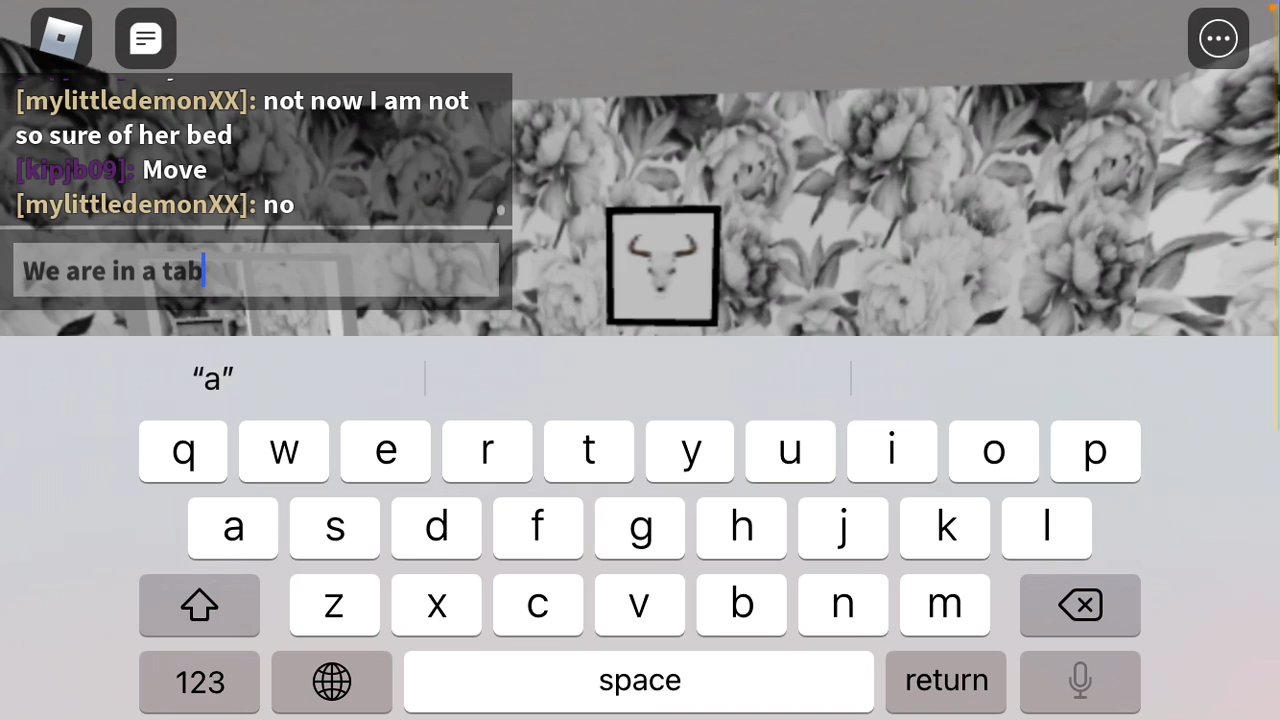 [mylittledemonXX]: not now I am not
so sure of her bed
[kipjb09]: Move
[mylittledemonXX]: no
We are in a tab
“a”
q w e r t y u i o p
a s d f g h j k l
z x c v b n m
123 space return